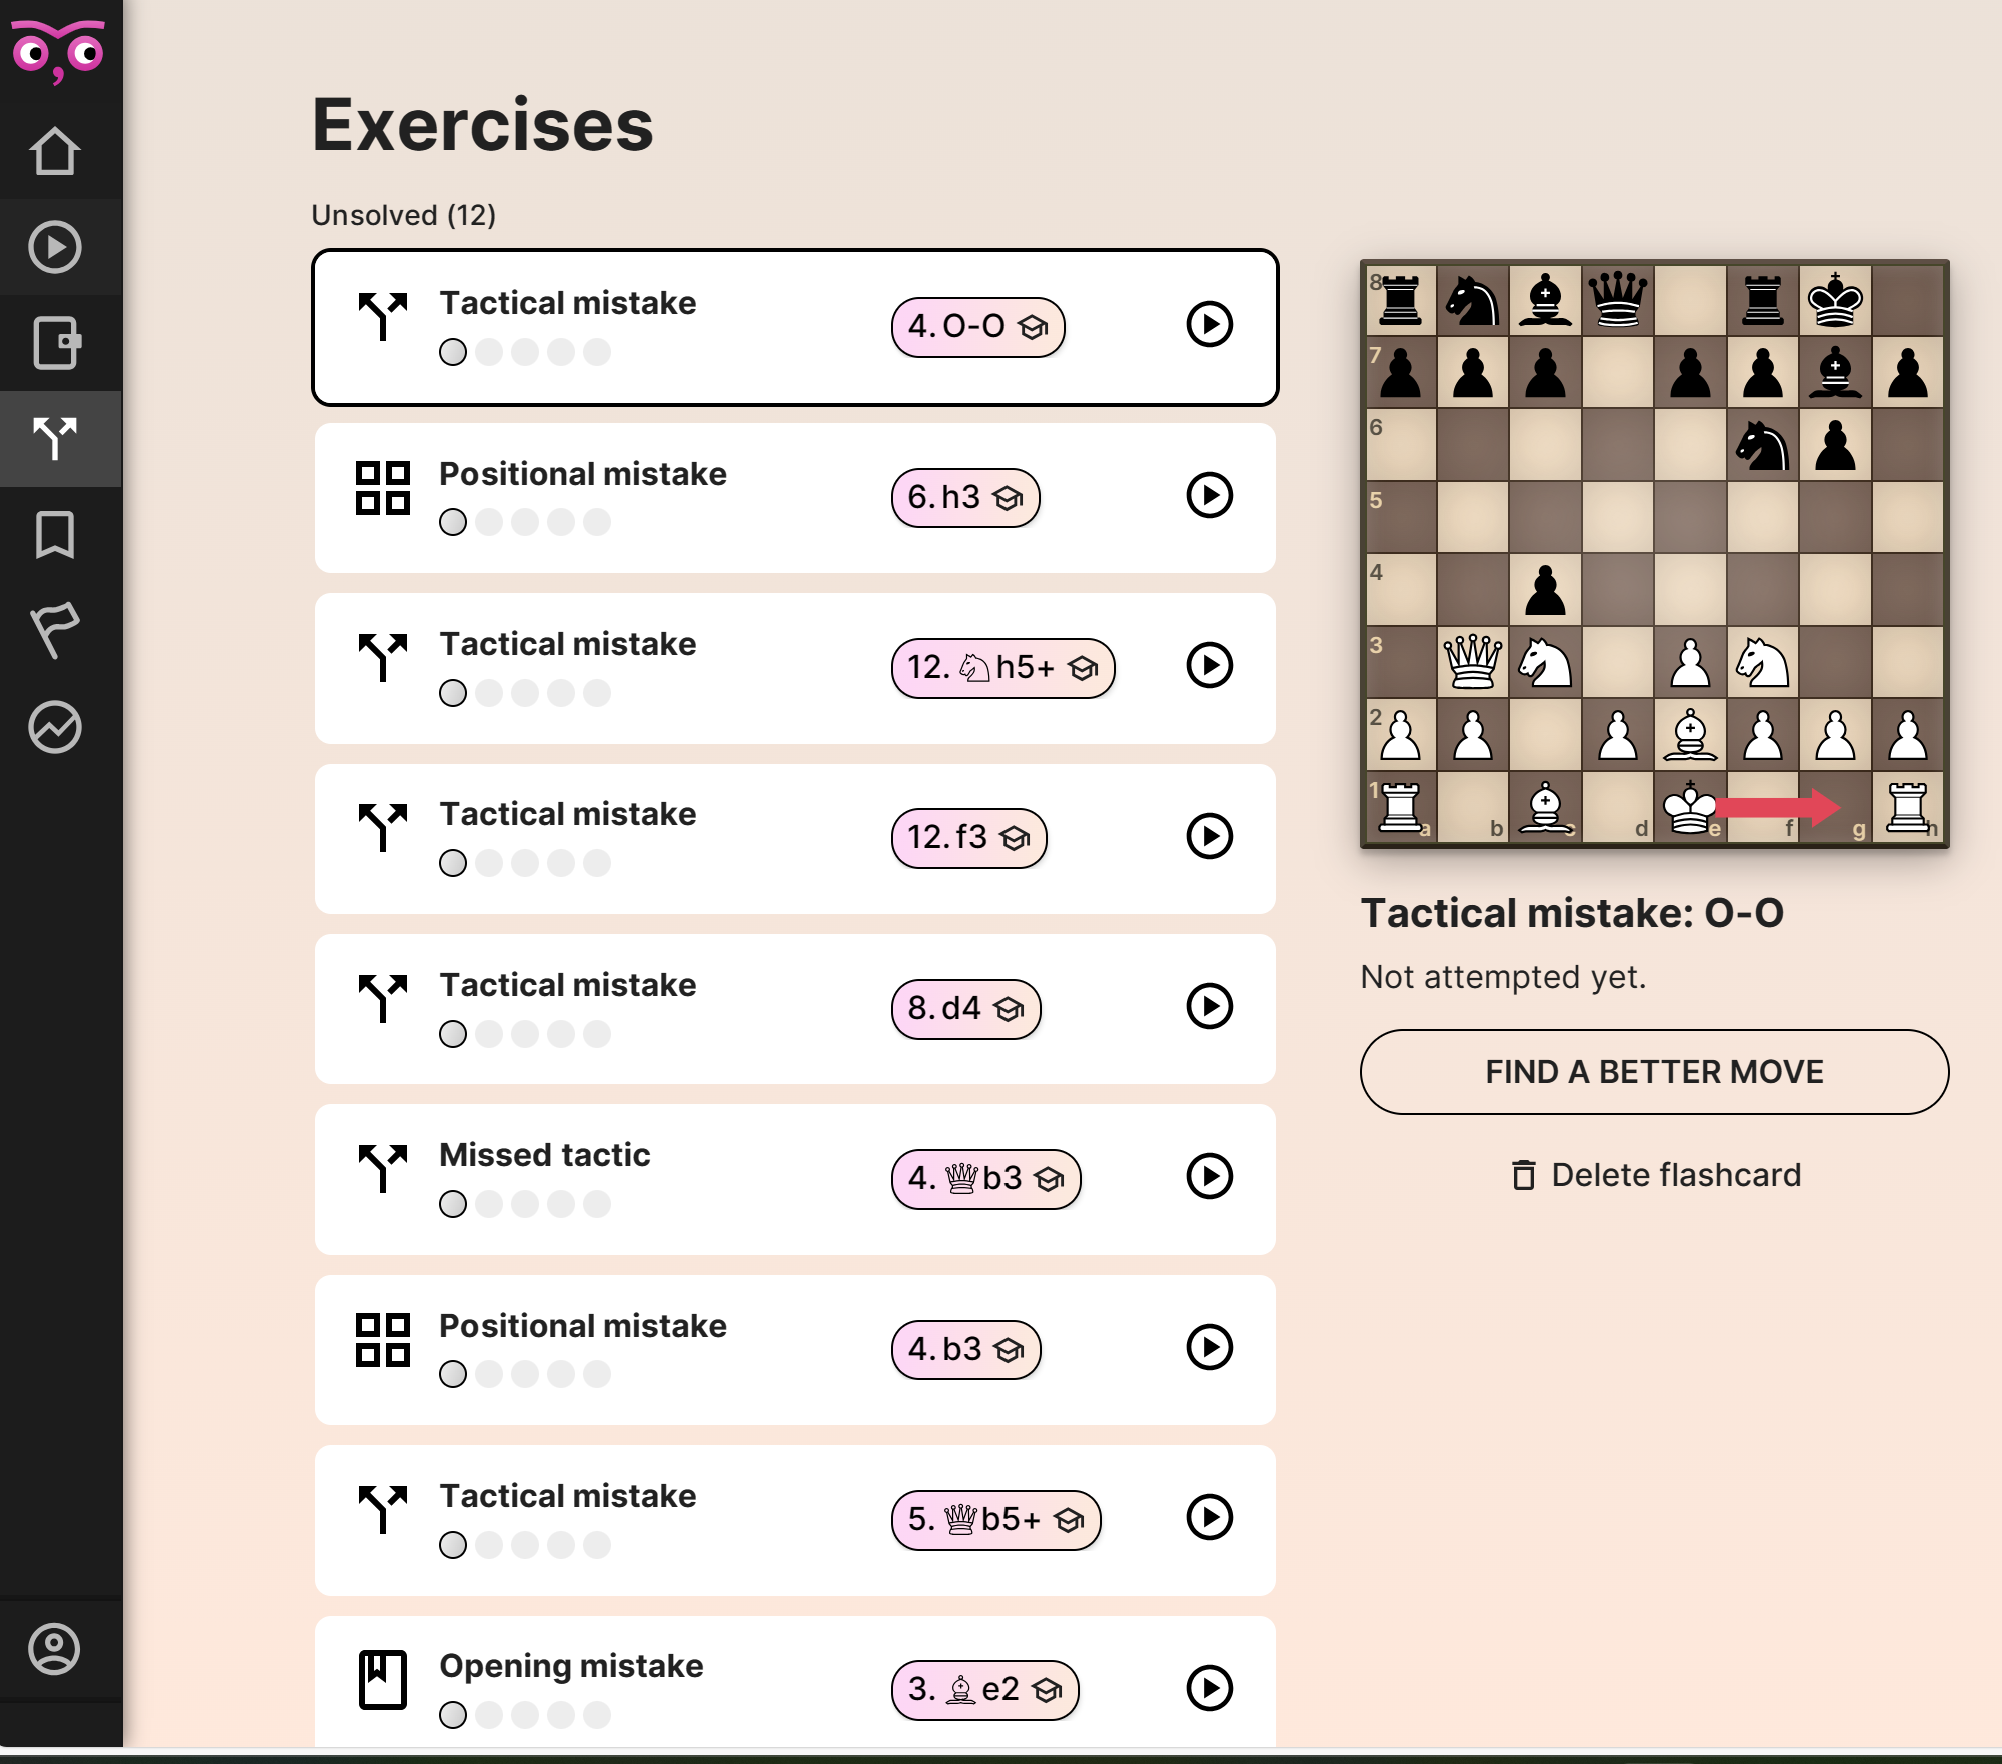 Exercises
Unsolved (12)
Tactical mistake
4. O-O
Positional mistake
6. h3
Tactical mistake
12. ♘h5+
Tactical mistake
12. f3
Tactical mistake
8. d4
Missed tactic
4. ♕b3
Positional mistake
4. b3
Tactical mistake
5. ♕b5+
Opening mistake
3. ♗e2
8
7
6
5
4
3
2
1
a b c d e f g h
Tactical mistake: O-O
Not attempted yet.
FIND A BETTER MOVE
Delete flashcard